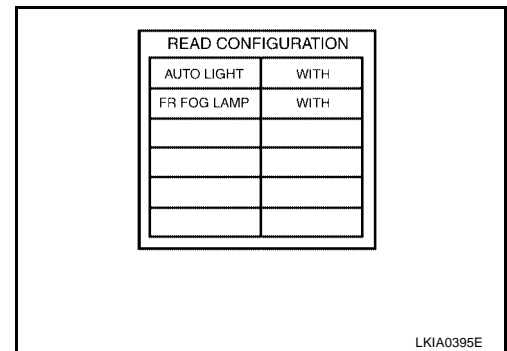 READ CONFIGURATION
AUTO LIGHT WITH
FR FOG LAMP WITH
LKIA0395E